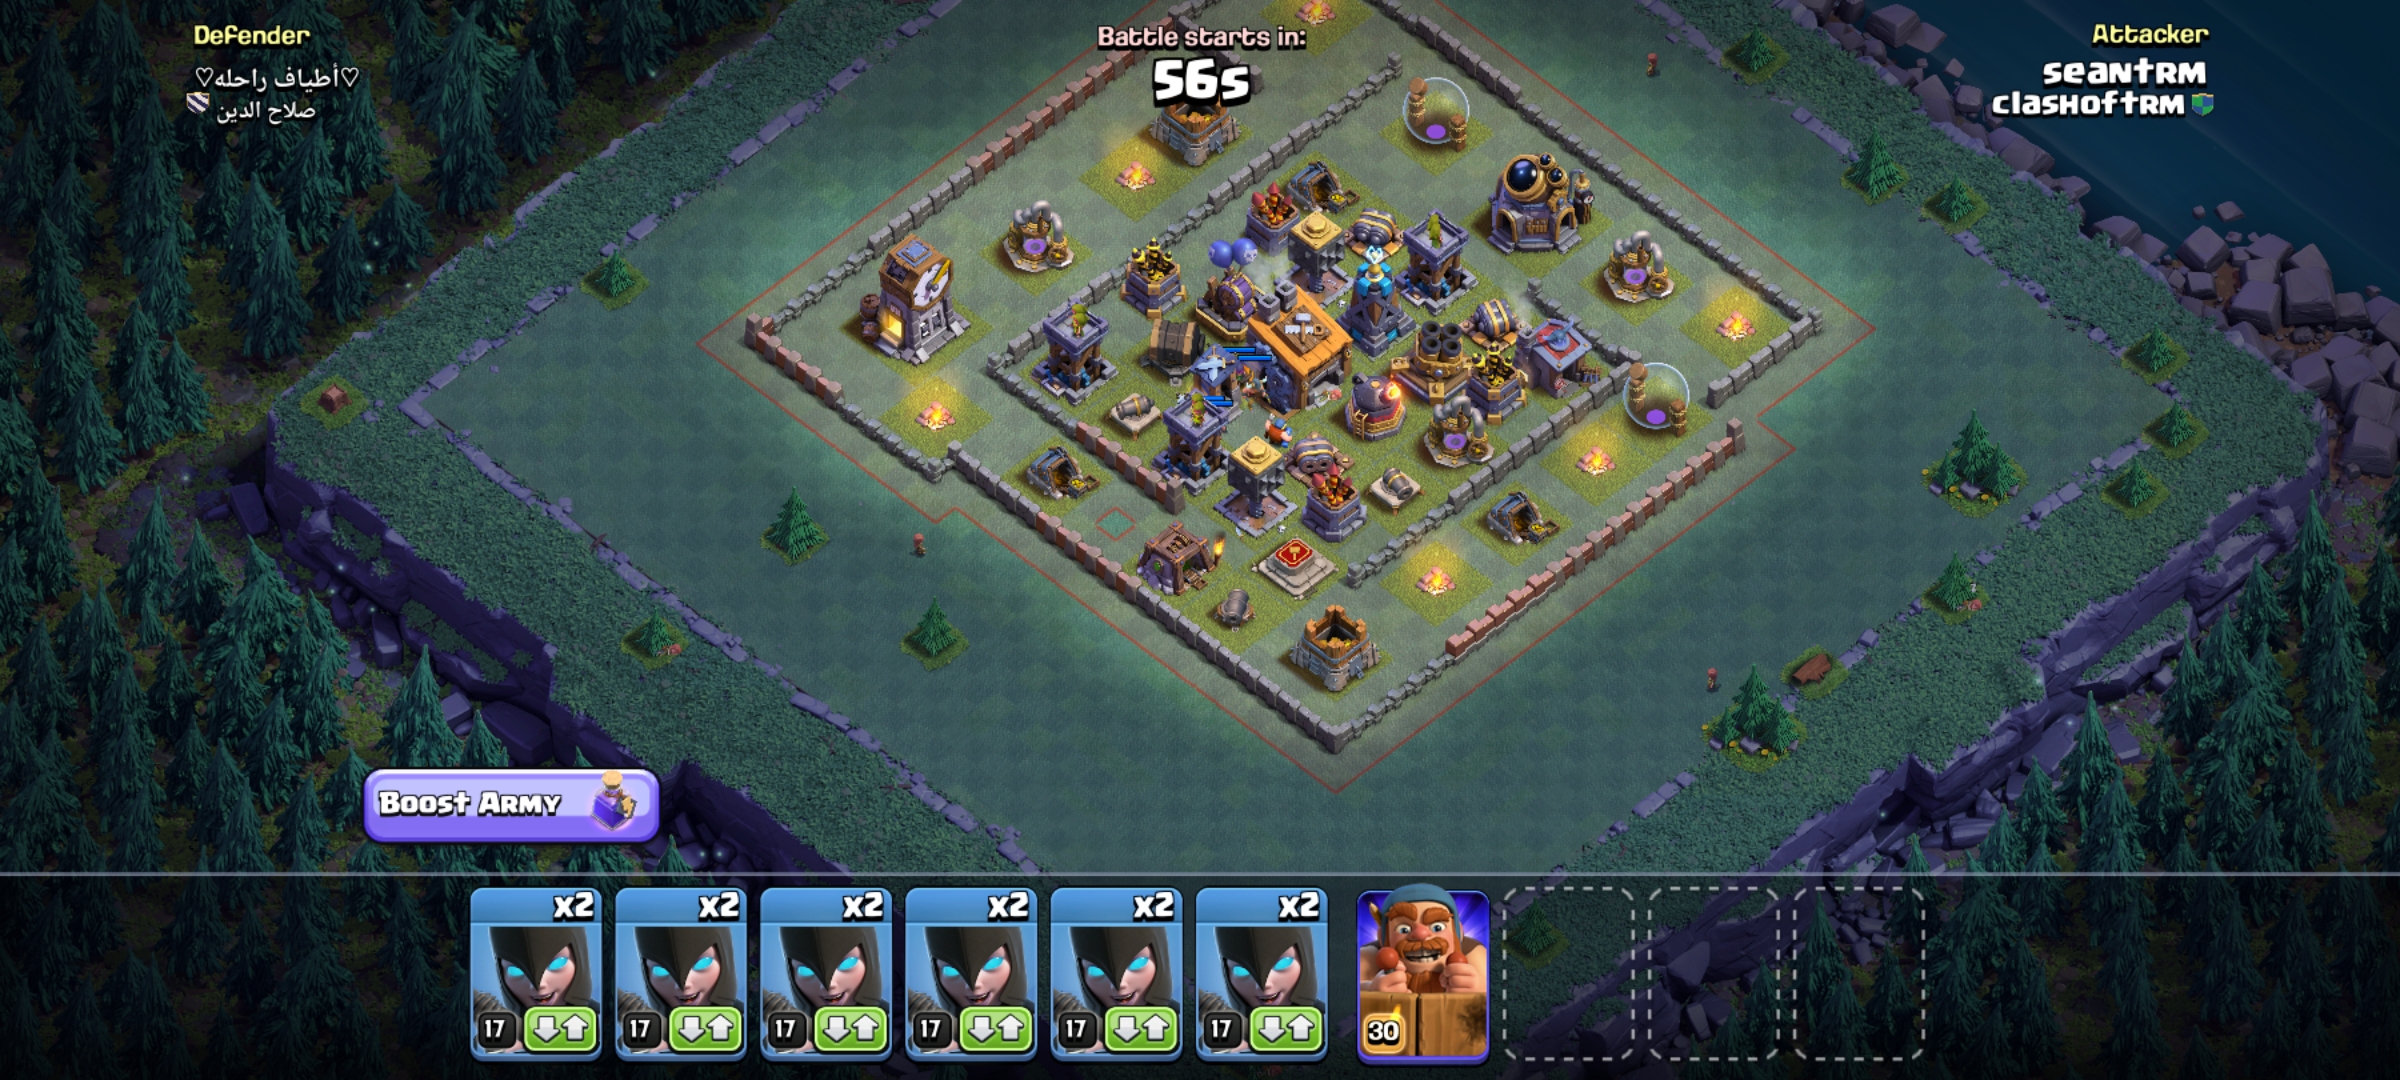 Defender
♡أطياف راحله♡
صلاح الدين
Battle starts in:
56s
Attacker
seantRM
clashoftRM
Boost Army
x2
x2
x2
x2
x2
x2
17
17
17
17
17
17
30